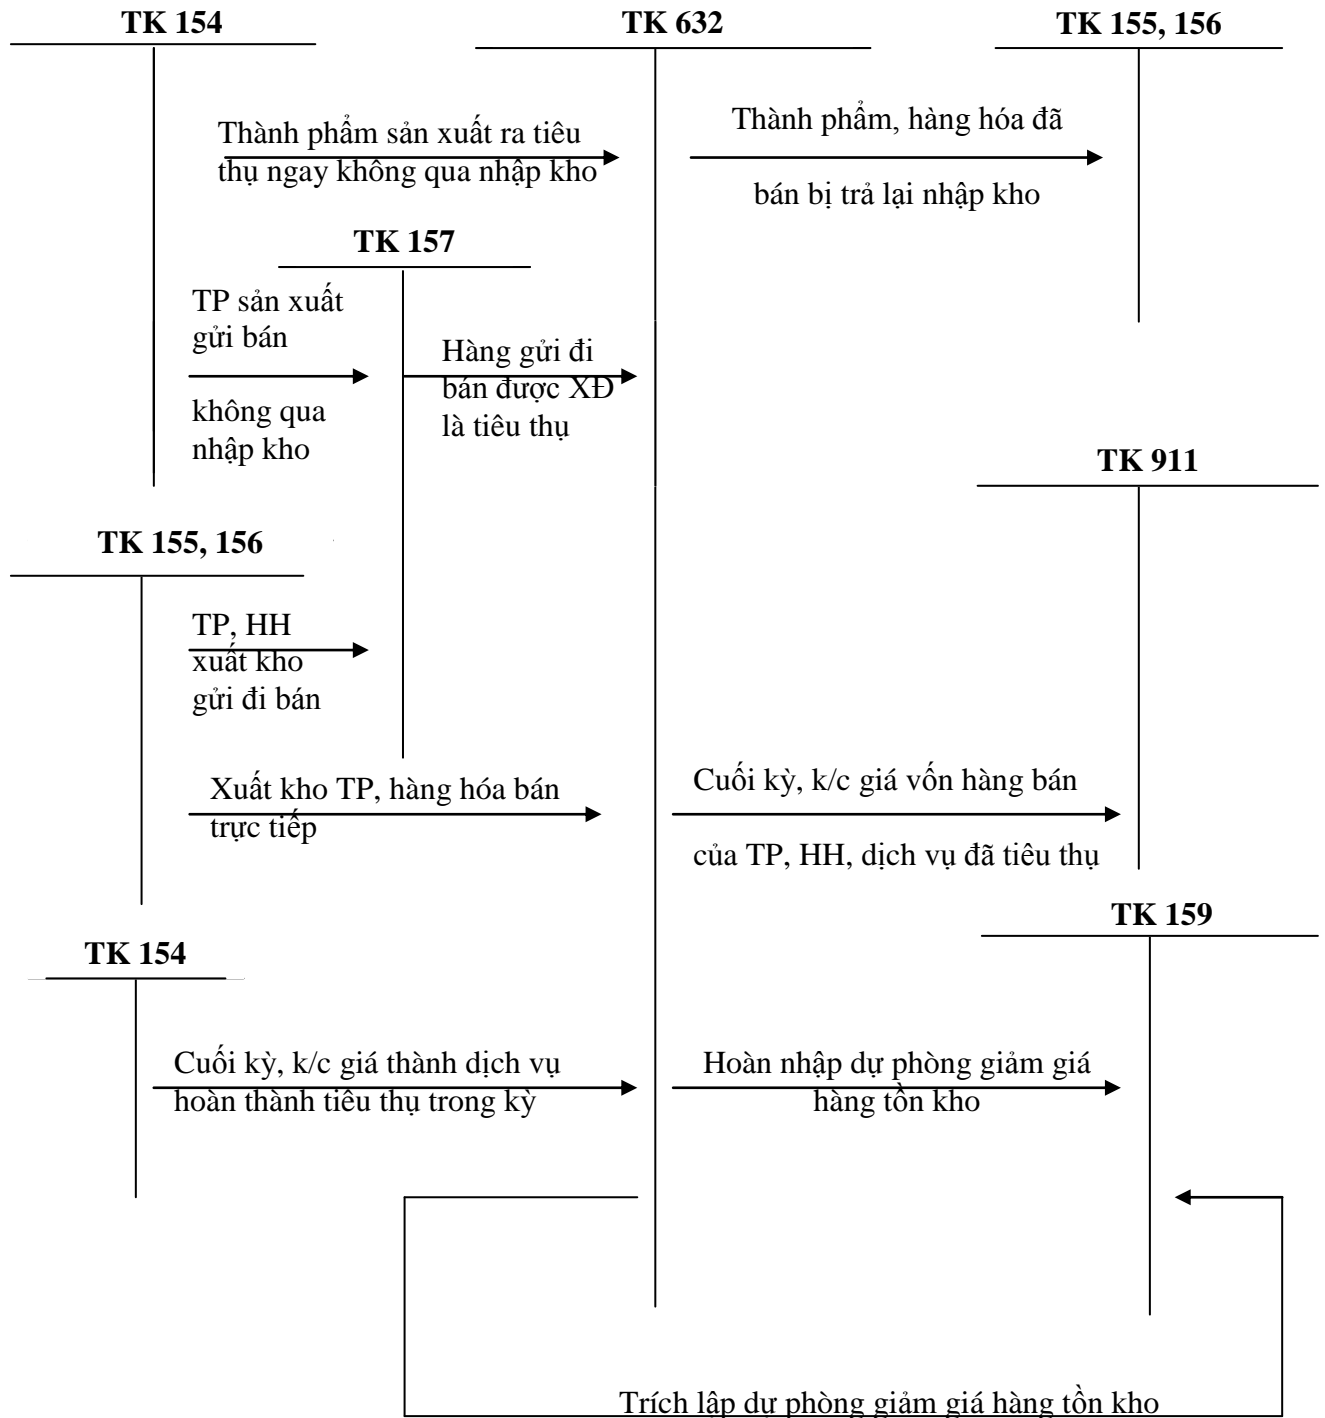 TK 154
TK 632
TK 155, 156
Thành phẩm sản xuất ra tiêu
thụ ngay không qua nhập kho
Thành phẩm, hàng hóa đã
bán bị trả lại nhập kho
TK 157
TP sản xuất
gửi bán
không qua
nhập kho
Hàng gửi đi
bán được XĐ
là tiêu thụ
TK 911
TK 155, 156
TP, HH
xuất kho
gửi đi bán
Xuất kho TP, hàng hóa bán
trực tiếp
Cuối kỳ, k/c giá vốn hàng bán
của TP, HH, dịch vụ đã tiêu thụ
TK 159
TK 154
Cuối kỳ, k/c giá thành dịch vụ
hoàn thành tiêu thụ trong kỳ
Hoàn nhập dự phòng giảm giá
hàng tồn kho
Trích lập dự phòng giảm giá hàng tồn kho